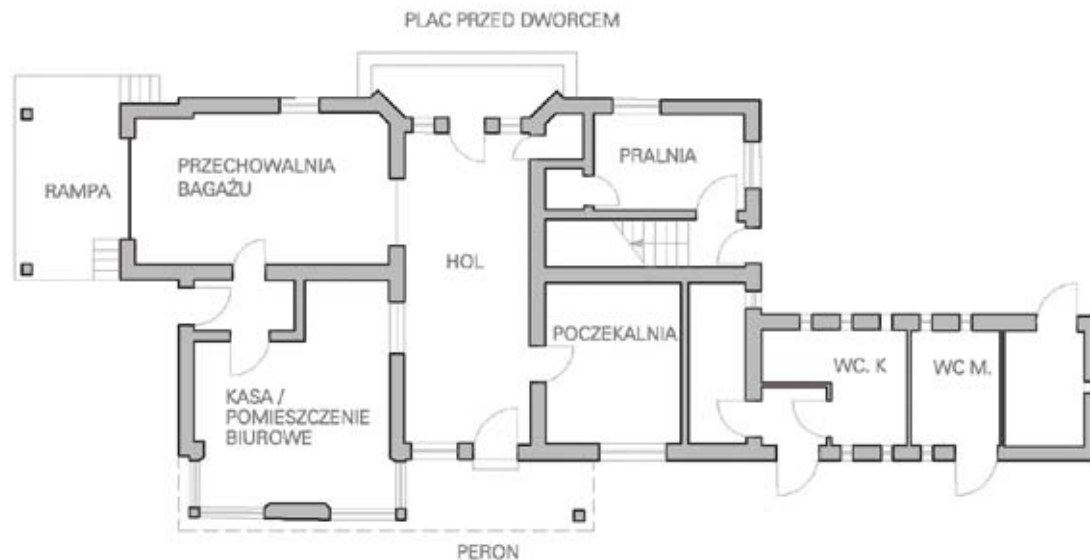 PLAC PRZED DWORCEM
RAMPA
PRZECHOWALNIA
BAGAŻU
HOL
PRALNIA
POCZEKALNIA
WC. K
WC M.
KASA /
POMIESZCZENIE
BIUROWE
PERON